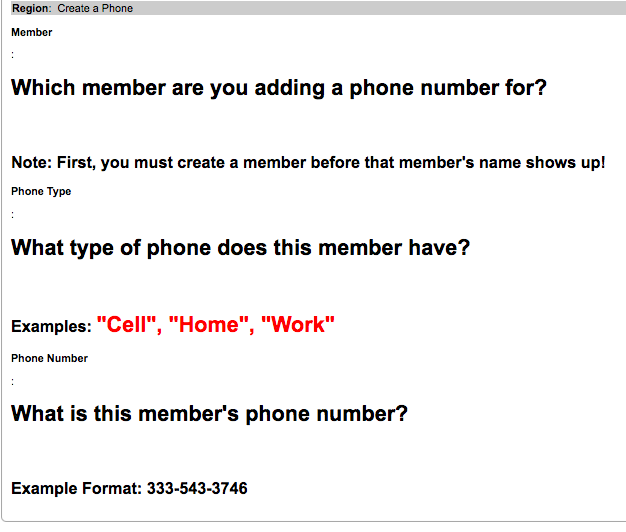 Region: Create a Phone
Member
:
Which member are you adding a phone number for?
Note: First, you must create a member before that member's name shows up!
Phone Type
:
What type of phone does this member have?
Examples: "Cell", "Home", "Work"
Phone Number
:
What is this member's phone number?
Example Format: 333-543-3746